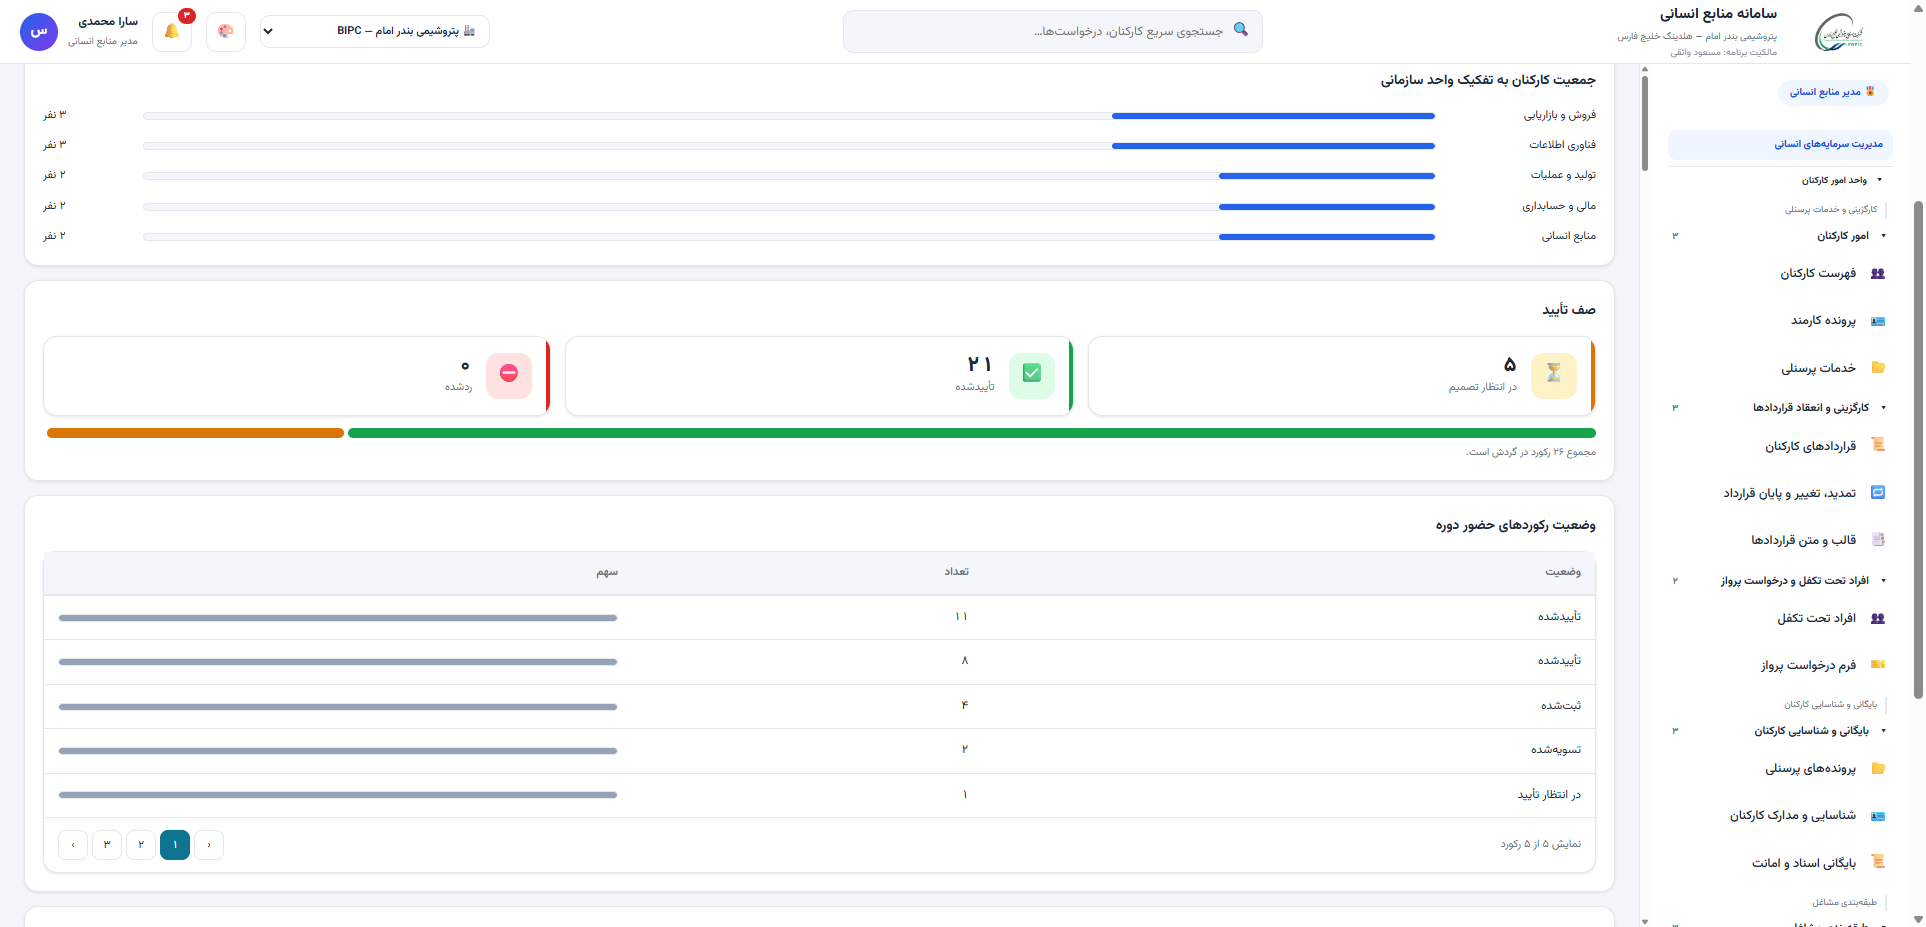 سامانه منابع انسانی
پتروشیمی بندر امام – هلدینگ خلیج فارس
مالکیت برنامه: مسعود واثقی
جستجوی سریع کارکنان، درخواست‌ها...
پتروشیمی بندر امام – BIPC
۳
سارا محمدی
مدیر منابع انسانی
س
مدیر منابع انسانی
مدیریت سرمایه‌های انسانی
واحد امور کارکنان
کارگزینی و خدمات پرسنلی
امور کارکنان ۳
فهرست کارکنان
پرونده کارمند
خدمات پرسنلی
کارگزینی و انعقاد قراردادها ۳
قراردادهای کارکنان
تمدید، تغییر و پایان قرارداد
قالب و متن قراردادها
افراد تحت تکفل و درخواست پرواز ۲
افراد تحت تکفل
فرم درخواست پرواز
بایگانی و شناسایی کارکنان
بایگانی و شناسایی کارکنان ۳
پرونده‌های پرسنلی
شناسایی و مدارک کارکنان
بایگانی اسناد و امانت
طبقه‌بندی مشاغل
جمعیت کارکنان به تفکیک واحد سازمانی
فروش و بازاریابی ۳ نفر
فناوری اطلاعات ۳ نفر
تولید و عملیات ۲ نفر
مالی و حسابداری ۲ نفر
منابع انسانی ۲ نفر
صف تأیید
۵
در انتظار تصمیم
۲۱
تأییدشده
۰
ردشده
مجموع ۲۶ رکورد در گردش است.
وضعیت رکوردهای حضور دوره
وضعیت تعداد سهم
تأییدشده ۱۱
تأییدشده ۸
ثبت‌شده ۴
تسویه‌شده ۲
در انتظار تأیید ۱
نمایش ۵ از ۵ رکورد
‹ ۱ ۲ ۳ ›